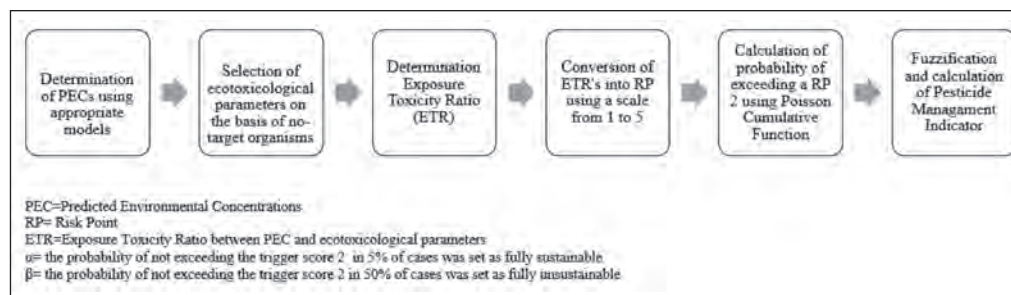 Determination
of PECs using
appropriate
models
Selection of
ecotoxicological
parameters on
the basis of no-
target organisms
Determination
Exposure
Toxicity Ratio
(ETR)
Conversion of
ETR's into RP
using a scale
from 1 to 5
Calculation of
probability of
exceeding a RP
2 using Poisson
Cumulative
Function
Fuzzification
and calculation
of Pesticide
Managament
Indicator
PEC=Predicted Environmental Concentrations
RP= Risk Point
ETR=Exposure Toxicity Ratio between PEC and ecotoxicological parameters
α= the probability of not exceeding the trigger score 2 in 5% of cases was set as fully sustainable
β= the probability of not exceeding the trigger score 2 in 50% of cases was set as fully unsustainable